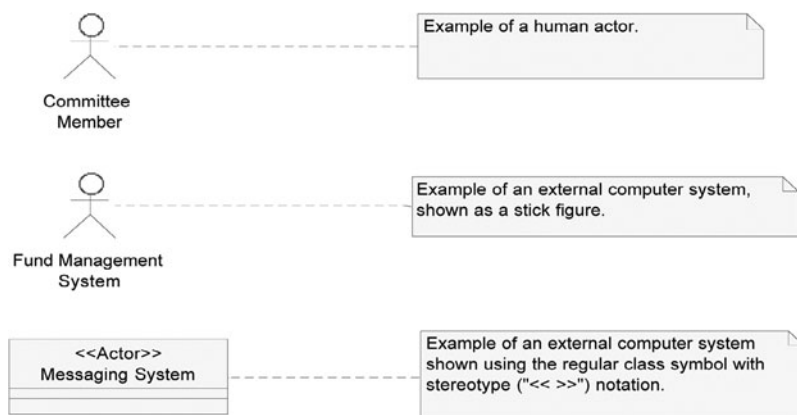 Example of a human actor.
Committee
Member
Example of an external computer system,
shown as a stick figure.
Fund Management
System
<<Actor>>
Messaging System
Example of an external computer system
shown using the regular class symbol with
stereotype ("<< >>") notation.